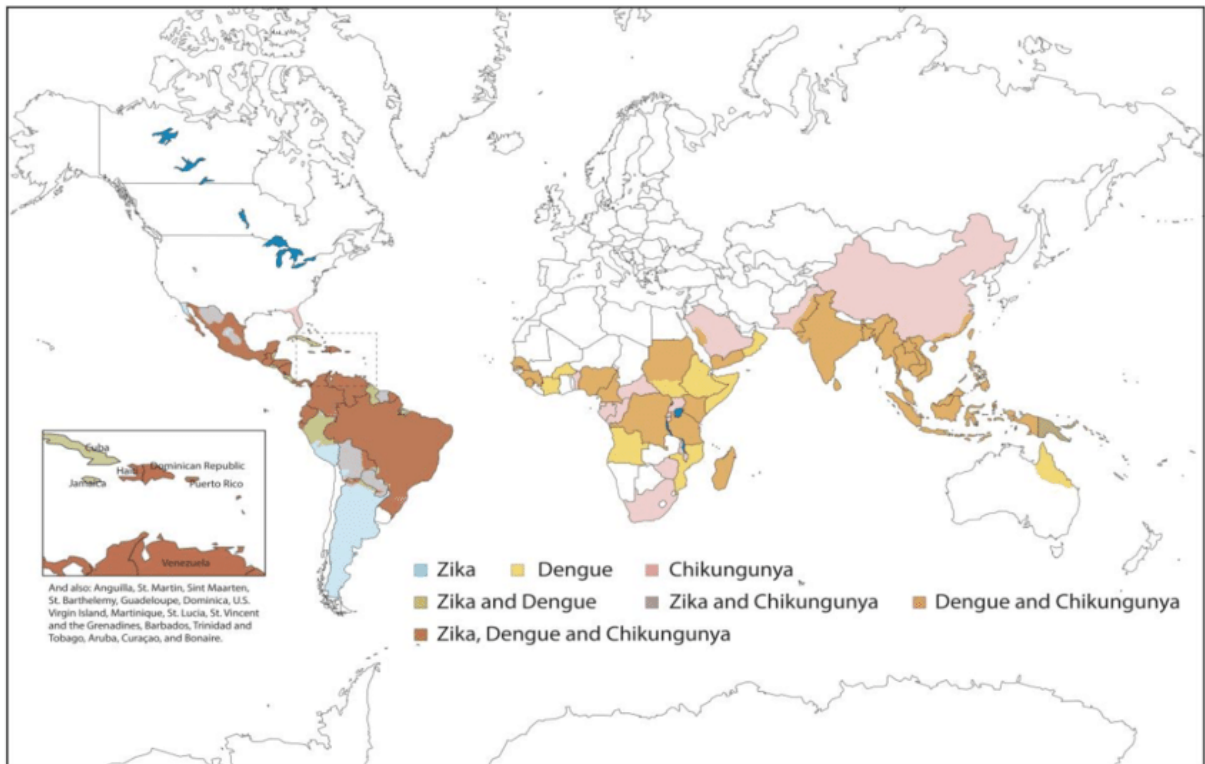 Cuba
Haiti
Dominican Republic
Jamaica
Puerto Rico
Venezuela
And also: Anguilla, St. Martin, Sint Maarten,
St. Barthelemy, Guadeloupe, Dominica, U.S.
Virgin Island, Martinique, St. Lucia, St. Vincent
and the Grenadines, Barbados, Trinidad and
Tobago, Aruba, Curaçao, and Bonaire.
Zika Dengue Chikungunya
Zika and Dengue Zika and Chikungunya Dengue and Chikungunya
Zika, Dengue and Chikungunya